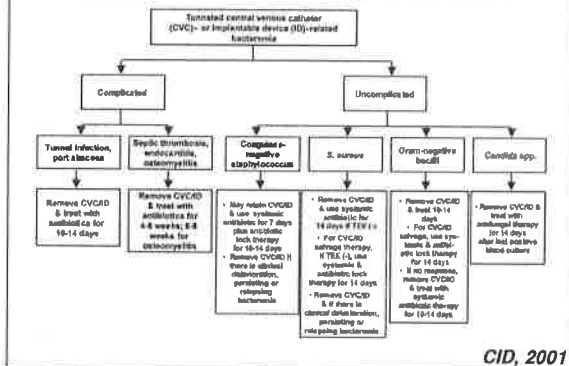 Tunneled central venous catheter
(CVC)- or Implantable device (ID)-related
bacteremia
Complicated
Uncomplicated
Tunnel infection,
port abscess
Septic thrombosis,
endocarditis,
osteomyelitis
Coagulase-
negative
staphylococcus
S. aureus
Gram-negative
bacilli
Candida spp.
Remove CVC/ID
& treat with
antibiotics for
10-14 days
Remove CVC/ID
& treat with
antibiotics for
4-6 weeks; 6-8
weeks for
osteomyelitis
• May retain CVC/ID
& use systemic
antibiotic for 7 days
plus antibiotic
lock therapy for
10-14 days
• Remove CVC/ID if
there is clinical
deterioration,
persisting or
relapsing
bacteremia
• Remove CVC/ID
& use systemic
antibiotic for
14 days if TEE (-)
• For CVC/ID
salvage therapy,
if TEE (-), use
systemic &
antibiotic lock
therapy for 14 days
• Remove CVC/ID
& if there is
clinical deterioration,
persisting or
relapsing bacteremia
• Remove CVC/ID
& treat 10-14
days
• For CVC/ID
salvage, use sys-
temic & antibi-
otic lock therapy
for 14 days
• If no response,
remove CVC/ID
& treat with
systemic
antibiotic therapy
for 10-14 days
• Remove CVC/ID &
treat with
antifungal therapy
for 14 days
after last positive
blood culture
CID, 2001